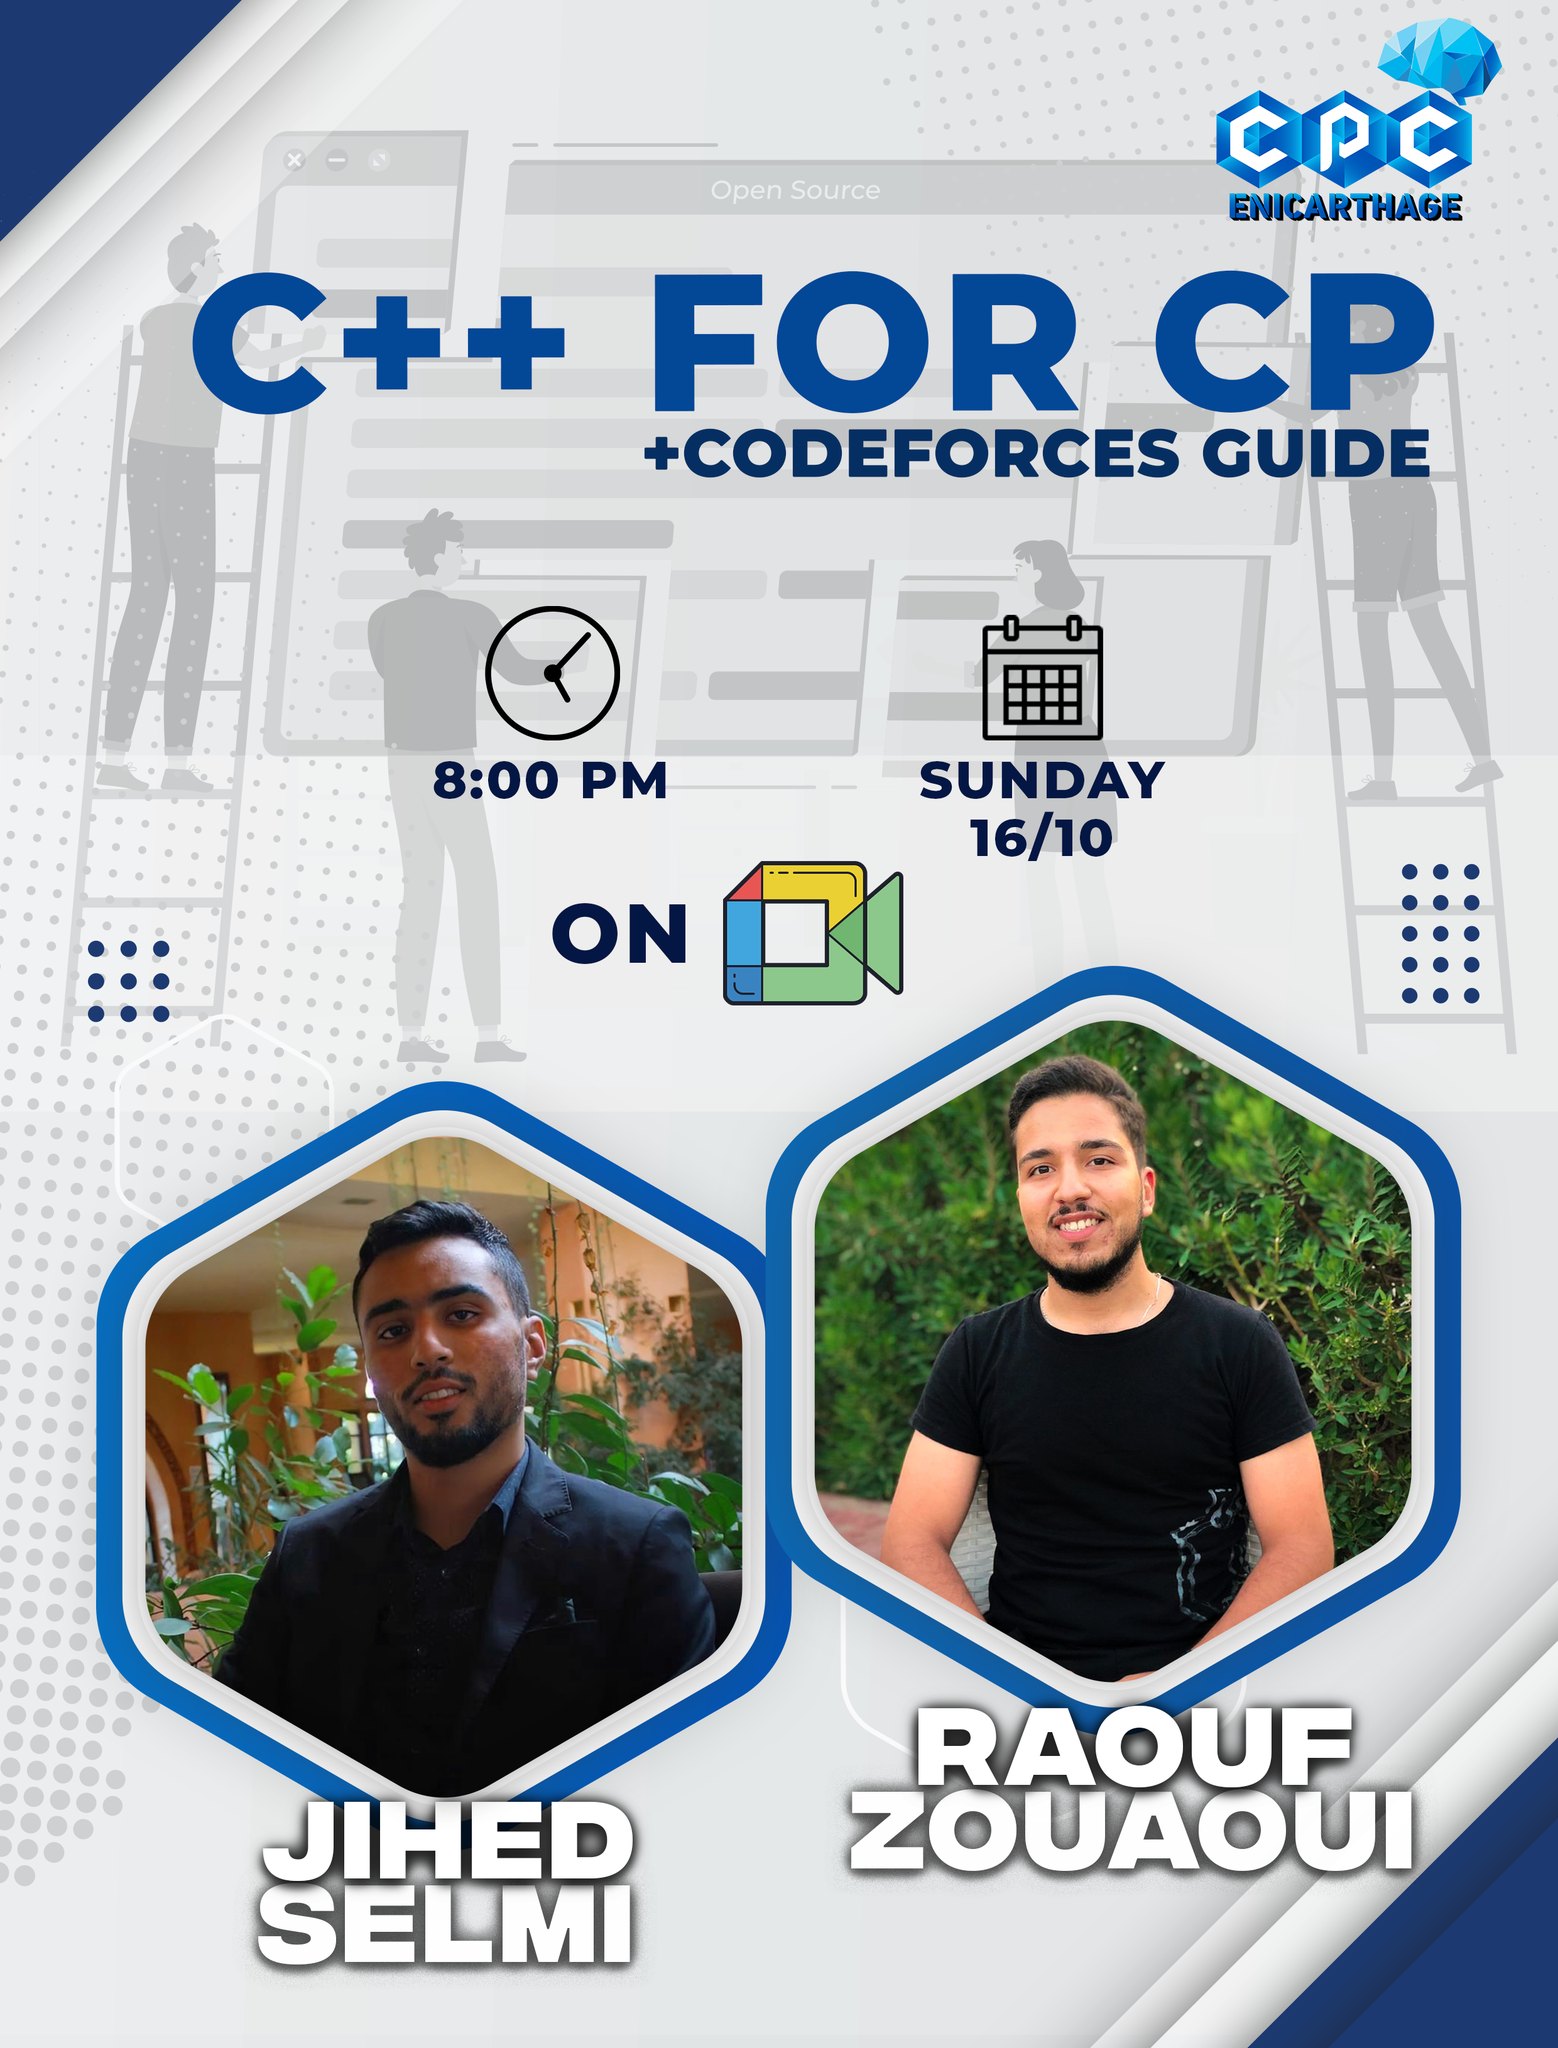 CPC
ENICARTHAGE
Open Source
C++ FOR CP
+CODEFORCES GUIDE
8:00 PM
SUNDAY
16/10
ON
RAOUF
ZOUAOUI
JIHED
SELMI